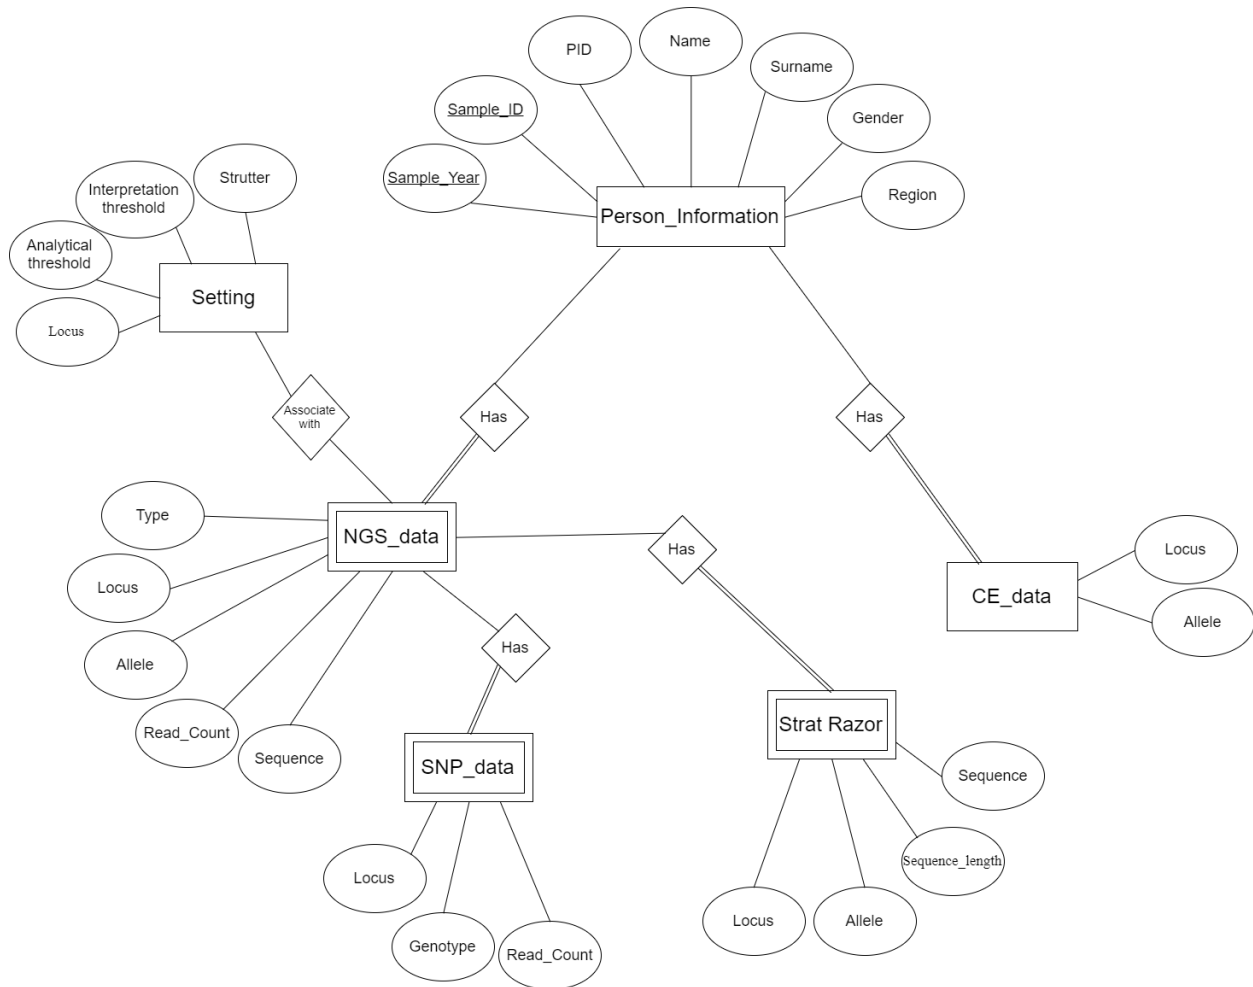 Name
PID
Surname
Sample_ID
Gender
Sample_Year
Strutter
Interpretation
threshold
Region
Person_Information
Analytical
threshold
Setting
Locus
Associate
with
Has
Has
Type
NGS_data
Has
Locus
Locus
CE_data
Allele
Allele
Has
Strat Razor
Read_Count
Sequence
SNP_data
Sequence
Sequence_length
Locus
Locus
Allele
Genotype
Read_Count